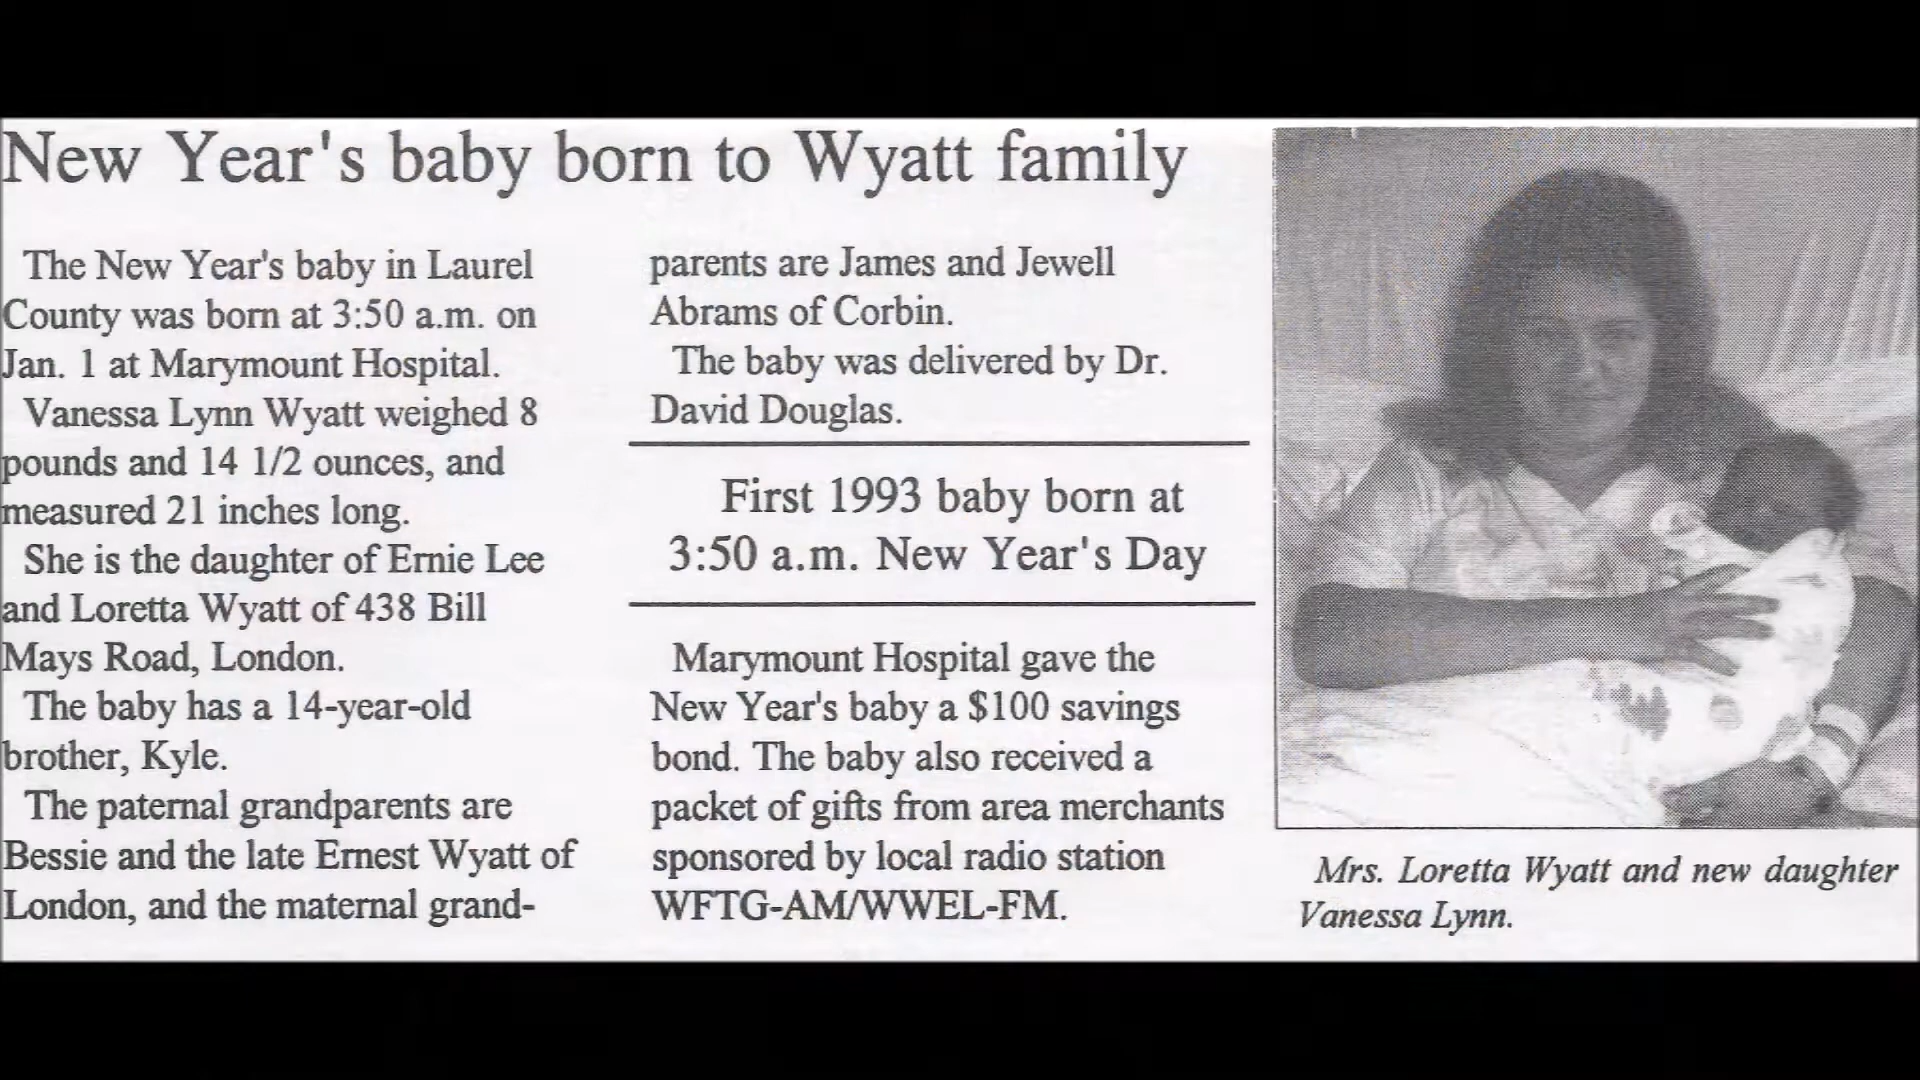 New Year's baby born to Wyatt family
The New Year's baby in Laurel
County was born at 3:50 a.m. on
Jan. 1 at Marymount Hospital.
Vanessa Lynn Wyatt weighed 8
pounds and 14 1/2 ounces, and
measured 21 inches long.
She is the daughter of Ernie Lee
and Loretta Wyatt of 438 Bill
Mays Road, London.
The baby has a 14-year-old
brother, Kyle.
The paternal grandparents are
Bessie and the late Ernest Wyatt of
London, and the maternal grand-
parents are James and Jewell
Abrams of Corbin.
The baby was delivered by Dr.
David Douglas.
First 1993 baby born at
3:50 a.m. New Year's Day
Marymount Hospital gave the
New Year's baby a $100 savings
bond. The baby also received a
packet of gifts from area merchants
sponsored by local radio station
WFTG-AM/WWEL-FM.
Mrs. Loretta Wyatt and new daughter
Vanessa Lynn.